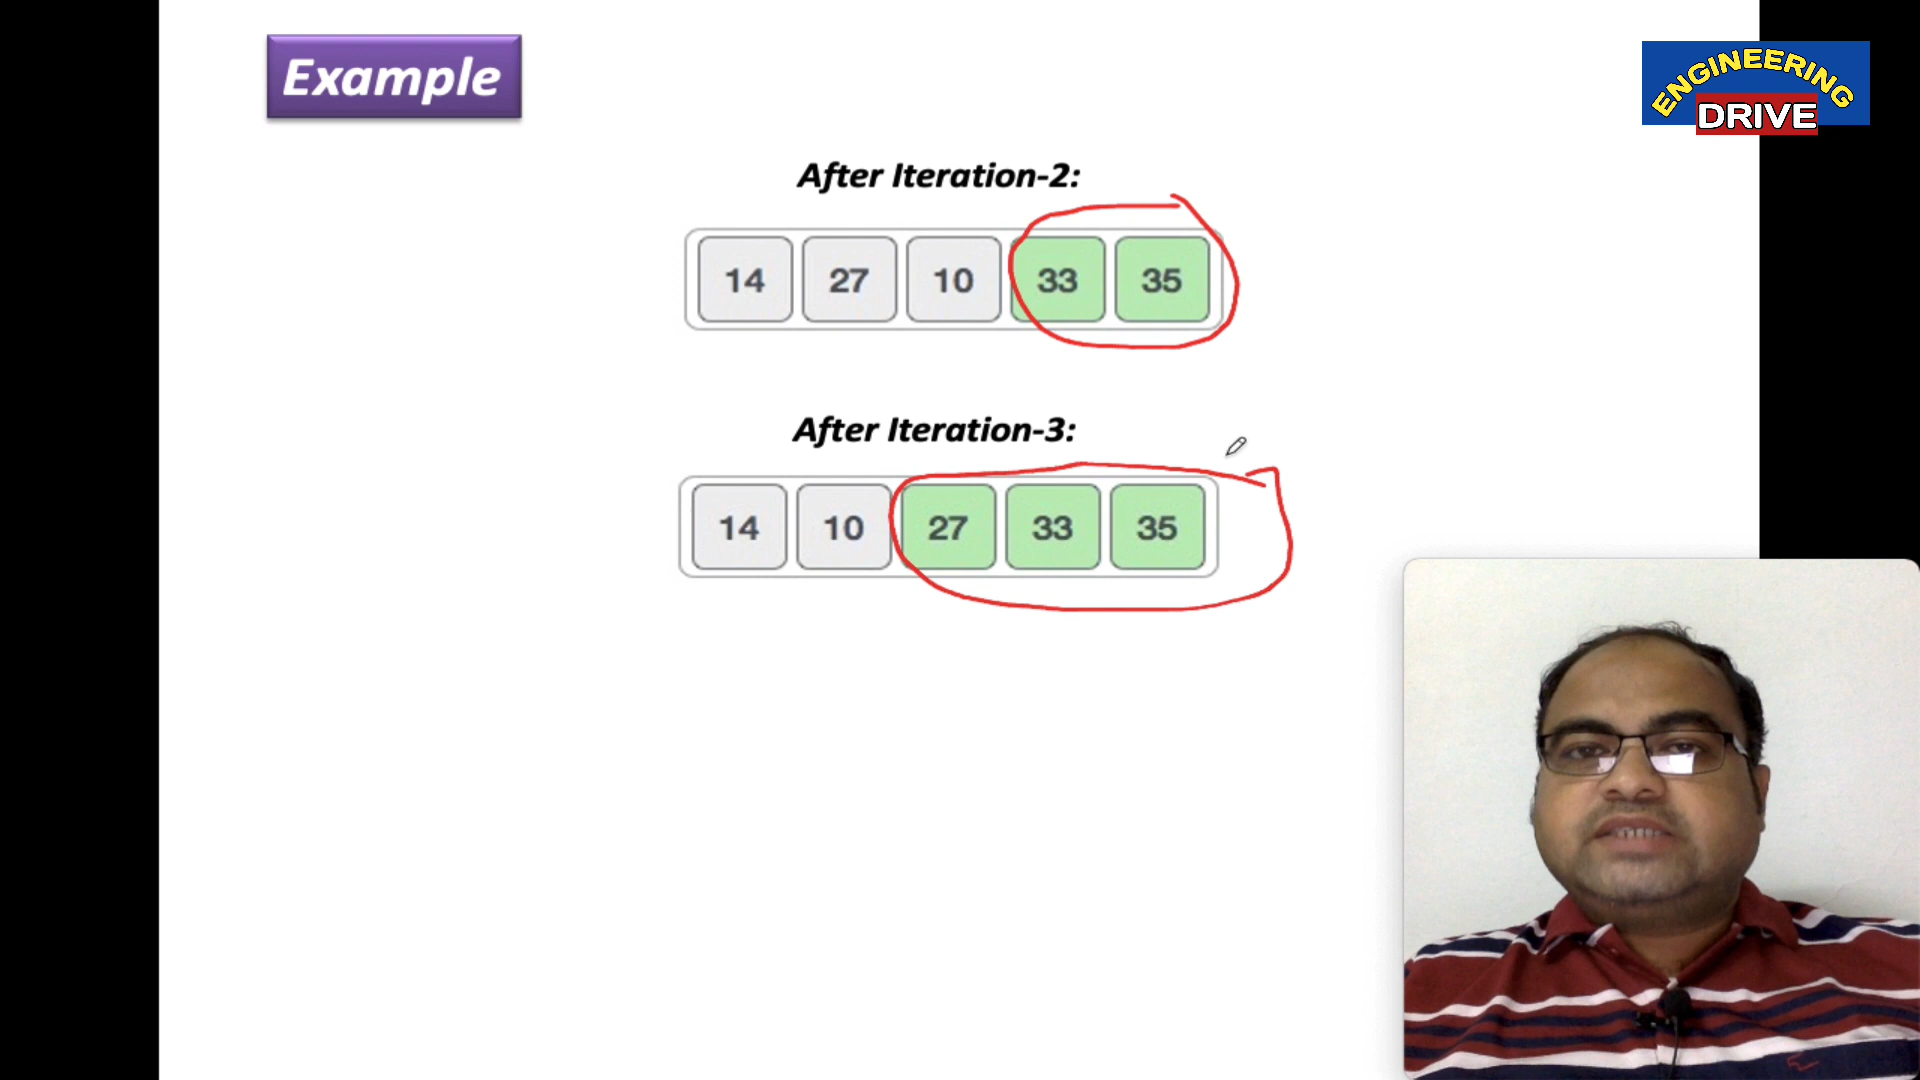 Example
ENGINEERING
DRIVE
After Iteration-2:
14 27 10 33 35
After Iteration-3:
14 10 27 33 35